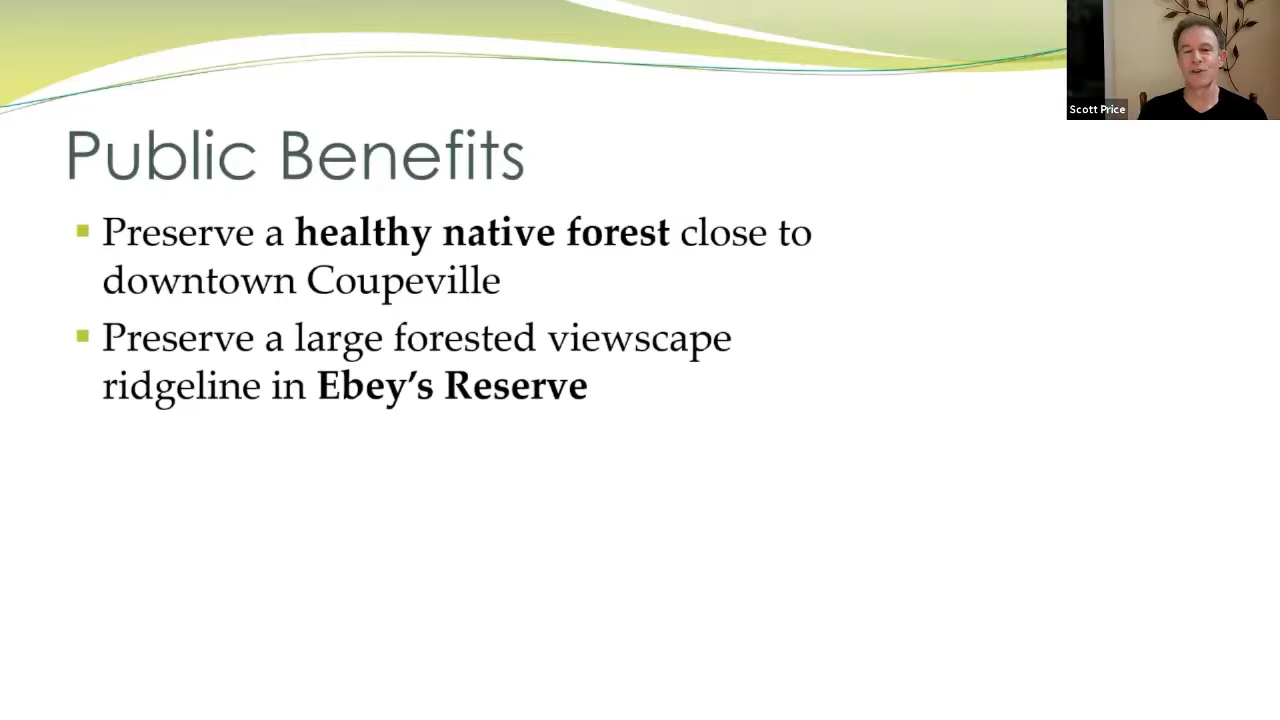 Scott Price
Public Benefits
Preserve a healthy native forest close to
downtown Coupeville
Preserve a large forested viewscape
ridgeline in Ebey’s Reserve